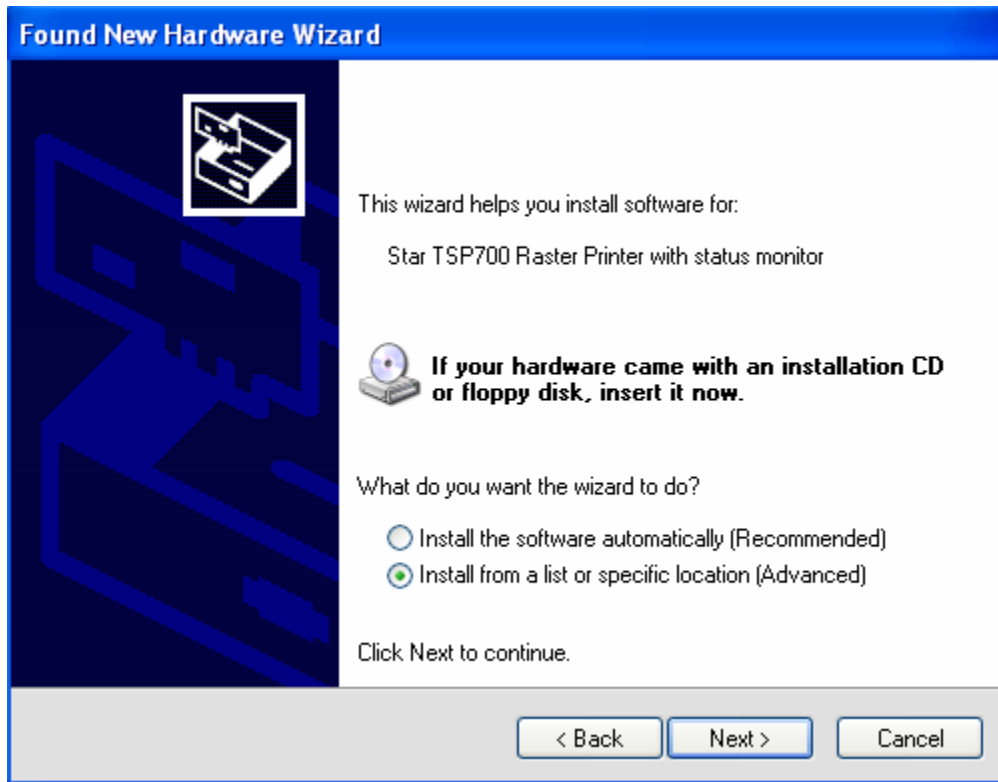 Found New Hardware Wizard
This wizard helps you install software for:
Star TSP700 Raster Printer with status monitor
If your hardware came with an installation CD
or floppy disk, insert it now.
What do you want the wizard to do?
Install the software automatically (Recommended)
Install from a list or specific location (Advanced)
Click Next to continue.
< Back
Next >
Cancel